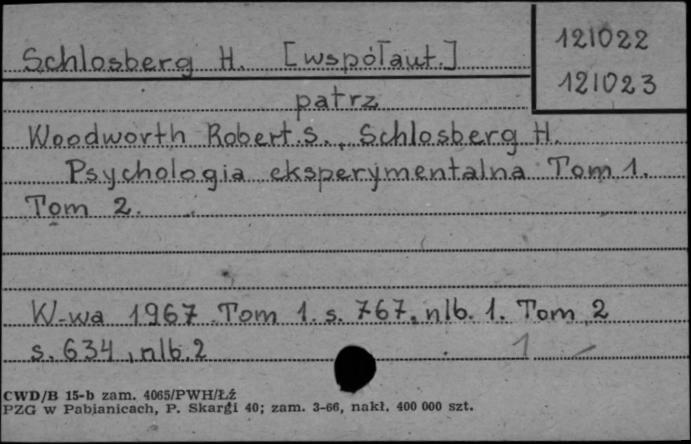 Schlosberg H. [współaut.]
121022
121023
patrz
Woodworth Robert S., Schlosberg H.
Psychologia eksperymentalna Tom 1.
Tom 2.
W-wa 1967 Tom 1. s. 767, nlb. 1. Tom 2
s. 634, nlb. 2
1
CWD/B 15-b zam. 4065/PWH/Łź
PZG w Pabianicach, P. Skargi 40; zam. 3-66, nakł. 400 000 szt.